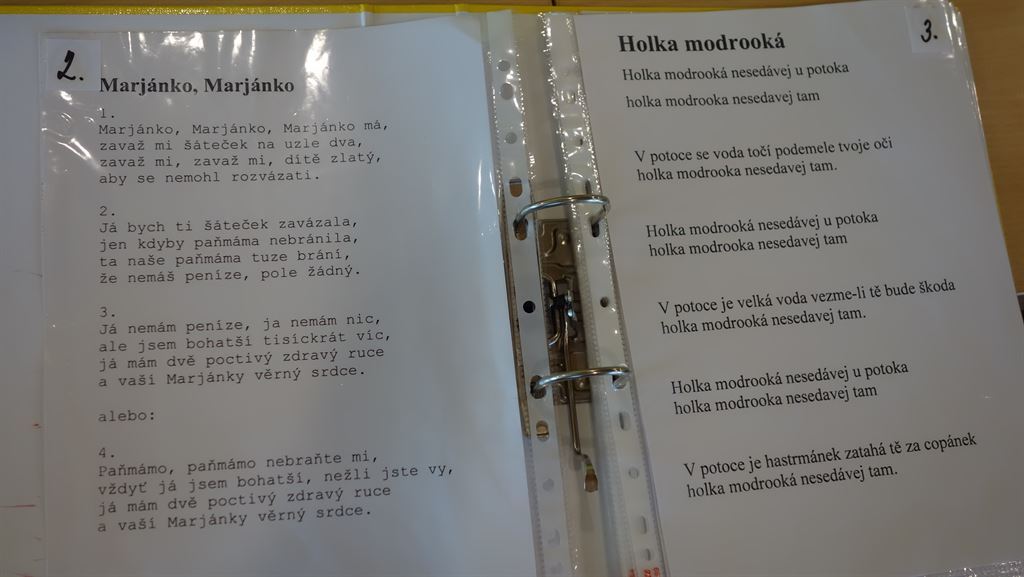 2.
Marjánko, Marjánko
1.
Marjánko, Marjánko, Marjánko má,
zavaž mi šáteček na uzle dva,
zavaž mi, zavaž mi, dítě zlatý,
aby se nemohl rozvázati.
2.
Já bych ti šáteček zavázala,
jen kdyby paňmáma nebránila,
ta naše paňmáma tuze brání,
že nemáš peníze, pole žádný.
3.
Já nemám peníze, ja nemám nic,
ale jsem bohatší tisíckrát víc,
já mám dvě poctivý zdravý ruce
a vaší Marjánky věrný srdce.
alebo:
4.
Paňmámo, paňmámo nebraňte mi,
vždyť já jsem bohatší, nežli jste vy,
já mám dvě poctivý zdravý ruce
a vaší Marjánky věrný srdce.
3.
Holka modrooká
Holka modrooká nesedávej u potoka
holka modrooka nesedavej tam
V potoce se voda točí podemele tvoje oči
holka modrooká nesedavej tam.
Holka modrooká nesedávej u potoka
holka modrooka nesedavej tam
V potoce je velká voda vezme-li tě bude škoda
holka modrooká nesedavej tam.
Holka modrooká nesedávej u potoka
holka modrooka nesedavej tam
V potoce je hastrmánek zatahá tě za copánek
holka modrooká nesedávej tam.